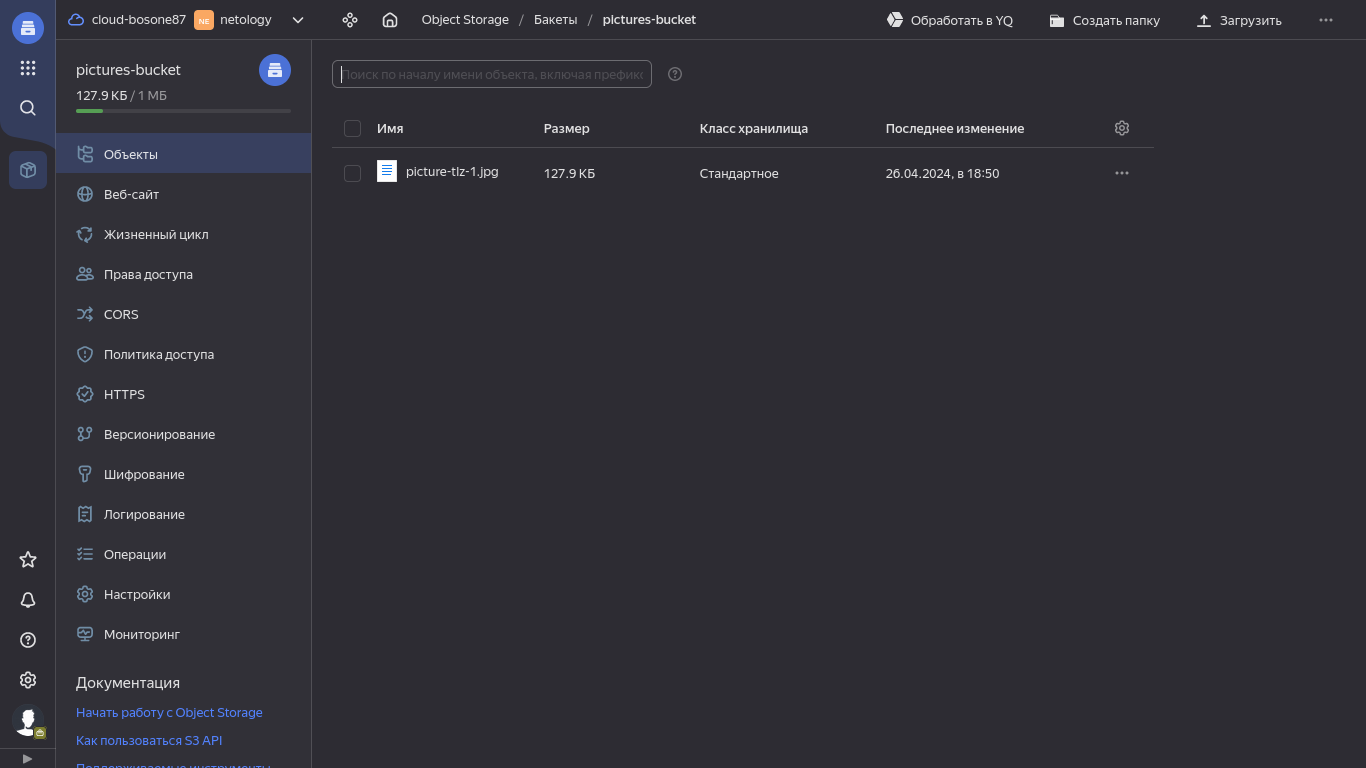 cloud-bosone87 NE netology Object Storage / Бакеты / pictures-bucket Обработать в YQ Создать папку Загрузить
pictures-bucket
127.9 КБ / 1 МБ
Поиск по началу имени объекта, включая префикс
Имя Размер Класс хранилища Последнее изменение
picture-tlz-1.jpg 127.9 КБ Стандартное 26.04.2024, в 18:50
Объекты
Веб-сайт
Жизненный цикл
Права доступа
CORS
Политика доступа
HTTPS
Версионирование
Шифрование
Логирование
Операции
Настройки
Мониторинг
Документация
Начать работу с Object Storage
Как пользоваться S3 API
Поддерживаемые инструменты